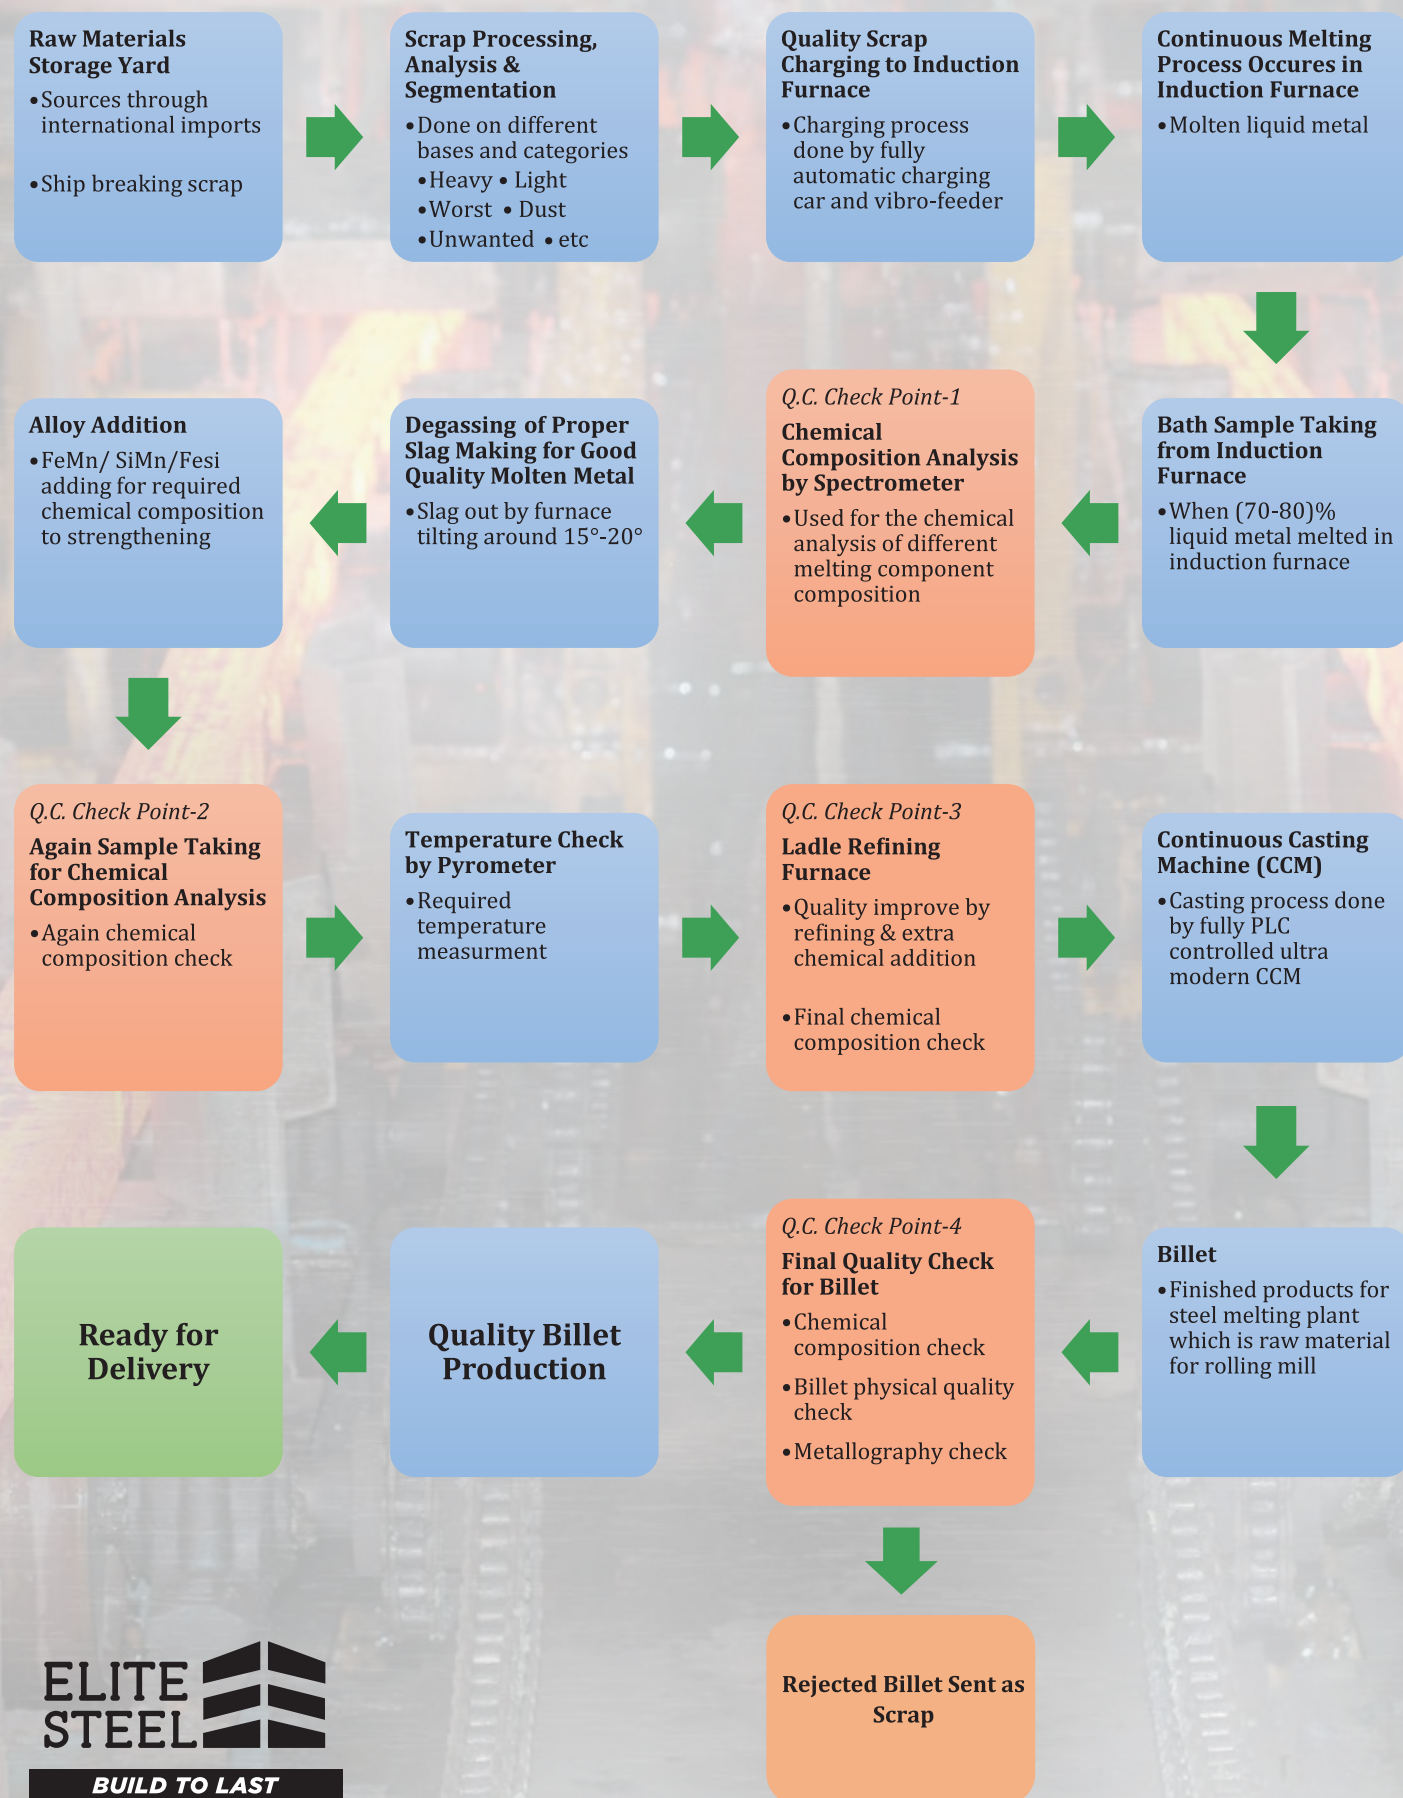 Raw Materials
Storage Yard
•Sources through
international imports
•Ship breaking scrap
Scrap Processing,
Analysis &
Segmentation
•Done on different
bases and categories
•Heavy • Light
•Worst • Dust
•Unwanted • etc
Quality Scrap
Charging to Induction
Furnace
•Charging process
done by fully
automatic charging
car and vibro-feeder
Continuous Melting
Process Occures in
Induction Furnace
•Molten liquid metal
Bath Sample Taking
from Induction
Furnace
•When (70-80)%
liquid metal melted in
induction furnace
Q.C. Check Point-1
Chemical
Composition Analysis
by Spectrometer
•Used for the chemical
analysis of different
melting component
composition
Degassing of Proper
Slag Making for Good
Quality Molten Metal
•Slag out by furnace
tilting around 15°-20°
Alloy Addition
•FeMn/ SiMn/Fesi
adding for required
chemical composition
to strengthening
Q.C. Check Point-2
Again Sample Taking
for Chemical
Composition Analysis
•Again chemical
composition check
Temperature Check
by Pyrometer
•Required
temperature
measurment
Q.C. Check Point-3
Ladle Refining
Furnace
•Quality improve by
refining & extra
chemical addition
•Final chemical
composition check
Continuous Casting
Machine (CCM)
•Casting process done
by fully PLC
controlled ultra
modern CCM
Billet
•Finished products for
steel melting plant
which is raw material
for rolling mill
Q.C. Check Point-4
Final Quality Check
for Billet
•Chemical
composition check
•Billet physical quality
check
•Metallography check
Quality Billet
Production
Ready for
Delivery
Rejected Billet Sent as
Scrap
ELITE
STEEL
BUILD TO LAST